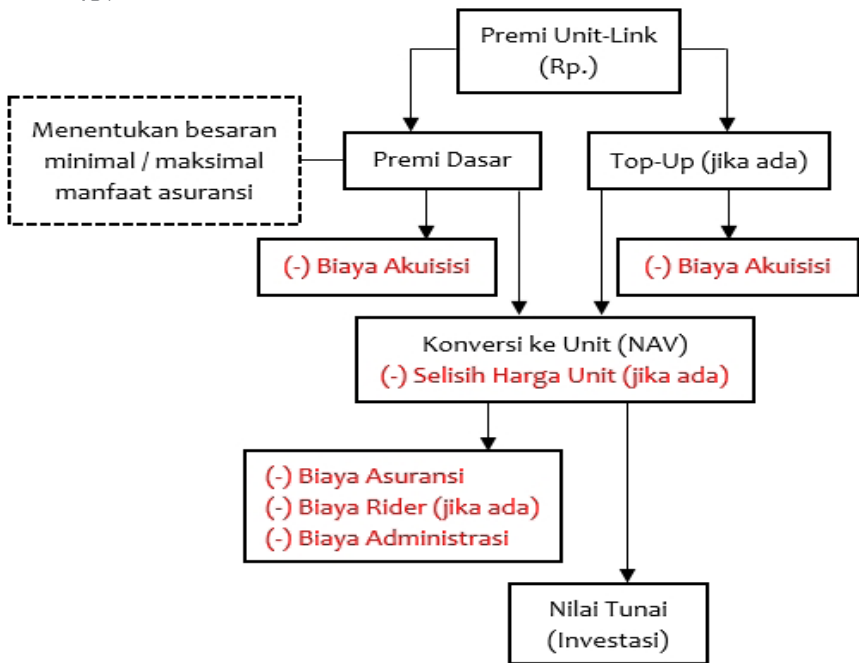 Premi Unit-Link
(Rp.)
Menentukan besaran
minimal / maksimal
manfaat asuransi
Premi Dasar
Top-Up (jika ada)
(-) Biaya Akuisisi
(-) Biaya Akuisisi
Konversi ke Unit (NAV)
(-) Selisih Harga Unit (jika ada)
(-) Biaya Asuransi
(-) Biaya Rider (jika ada)
(-) Biaya Administrasi
Nilai Tunai
(Investasi)